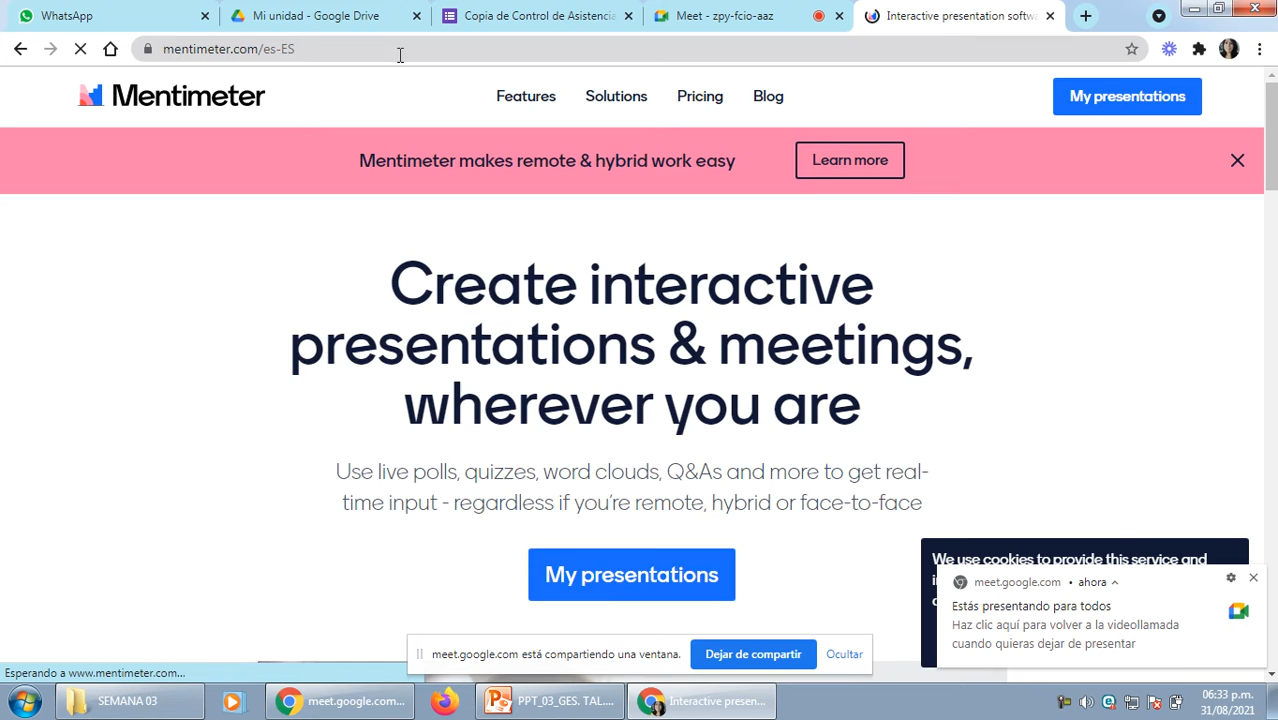 WhatsApp
Mi unidad - Google Drive
Copia de Control de Asistencia
Meet - zpy-fcio-aaz
Interactive presentation softw
mentimeter.com/es-ES
Mentimeter
Features
Solutions
Pricing
Blog
My presentations
Mentimeter makes remote & hybrid work easy
Learn more
Create interactive
presentations & meetings,
wherever you are
Use live polls, quizzes, word clouds, Q&As and more to get real-
time input - regardless if you're remote, hybrid or face-to-face
My presentations
We use cookies to provide this service and
meet.google.com • ahora
Estás presentando para todos
Haz clic aquí para volver a la videollamada
cuando quieras dejar de presentar
meet.google.com está compartiendo una ventana.
Dejar de compartir
Ocultar
Esperando a www.mentimeter.com...
SEMANA 03
meet.google.com...
PPT_03_GES. TAL....
Interactive presen...
06:33 p.m.
31/08/2021